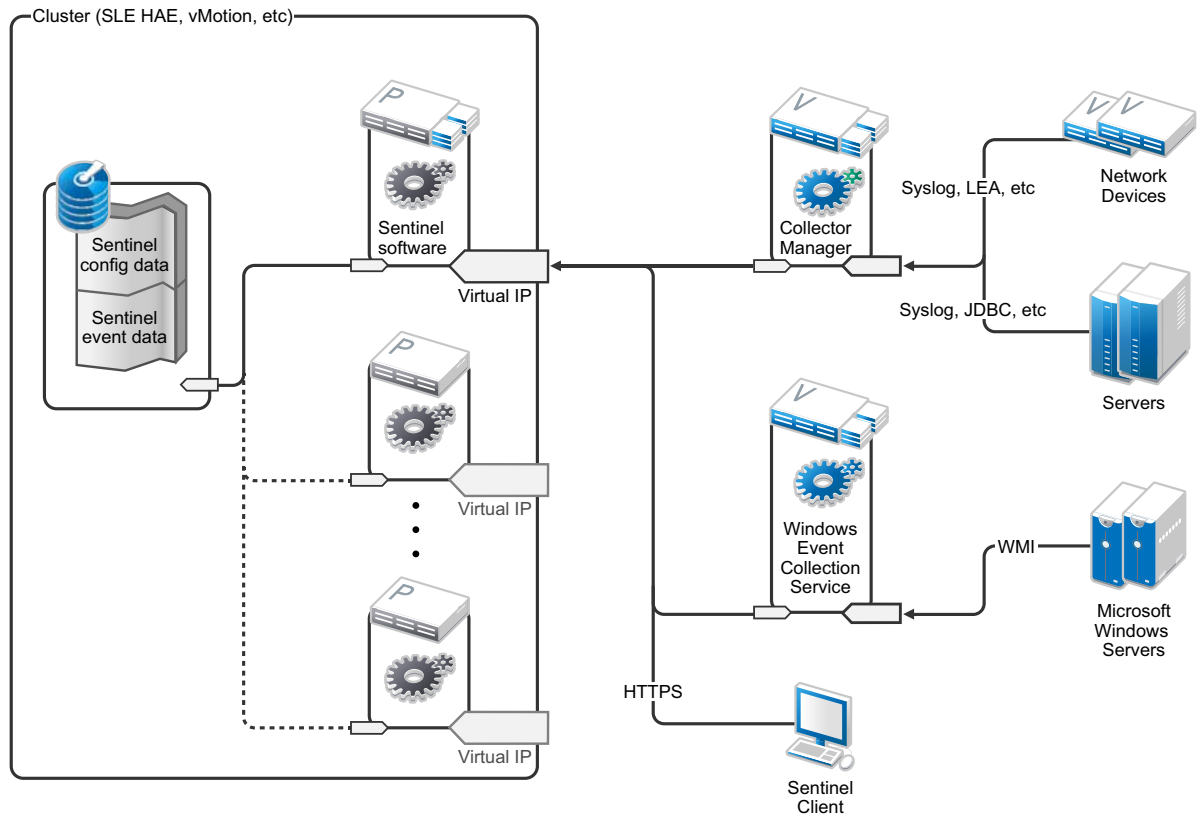 Cluster (SLE HAE, vMotion, etc)
P
Sentinel
software
Virtual IP
Sentinel
config data
Sentinel
event data
P
Virtual IP
P
Virtual IP
V
Collector
Manager
Syslog, LEA, etc
V
V
Network
Devices
Syslog, JDBC, etc
Servers
V
Windows
Event
Collection
Service
WMI
Microsoft
Windows
Servers
HTTPS
Sentinel
Client